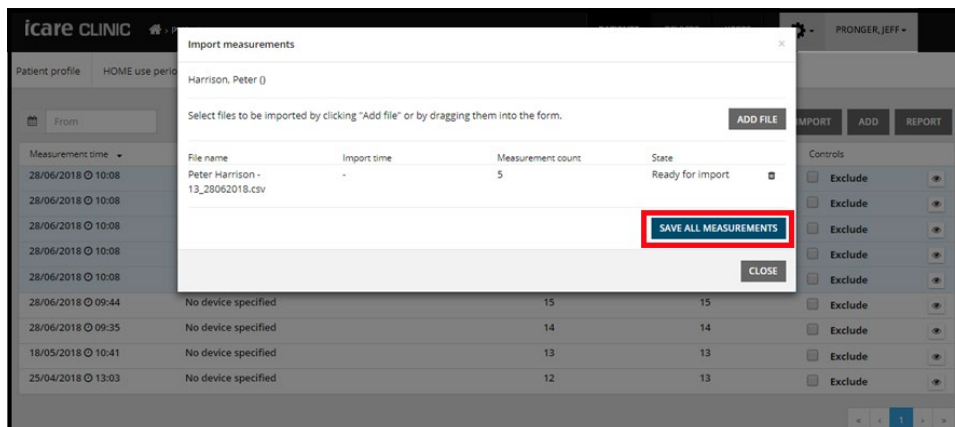 icare CLINIC
PRONGER, JEFF
Import measurements
×
Patient profile HOME use perio
Harrison, Peter ()
Select files to be imported by clicking "Add file" or by dragging them into the form.
ADD FILE
From
IMPORT ADD REPORT
Measurement time
Controls
File name Import time Measurement count State
Peter Harrison - 13_28062018.csv - 5 Ready for import
SAVE ALL MEASUREMENTS
CLOSE
28/06/2018 10:08 Exclude
28/06/2018 10:08 Exclude
28/06/2018 10:08 Exclude
28/06/2018 10:08 Exclude
28/06/2018 10:08 Exclude
28/06/2018 09:44 No device specified 15 15 Exclude
28/06/2018 09:35 No device specified 14 14 Exclude
18/05/2018 10:41 No device specified 13 13 Exclude
25/04/2018 13:03 No device specified 12 13 Exclude
« ‹ 1 › »